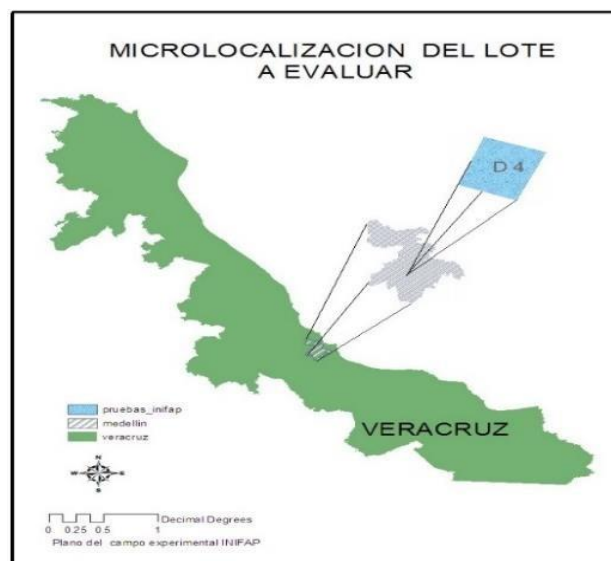 MICROLOCALIZACION DEL LOTE
A EVALUAR
D 4
pruebas_inifap
medellin
veracruz
VERACRUZ
N
W E
S
Decimal Degrees
0 0.25 0.5 1
Plano del campo experimental INIFAP